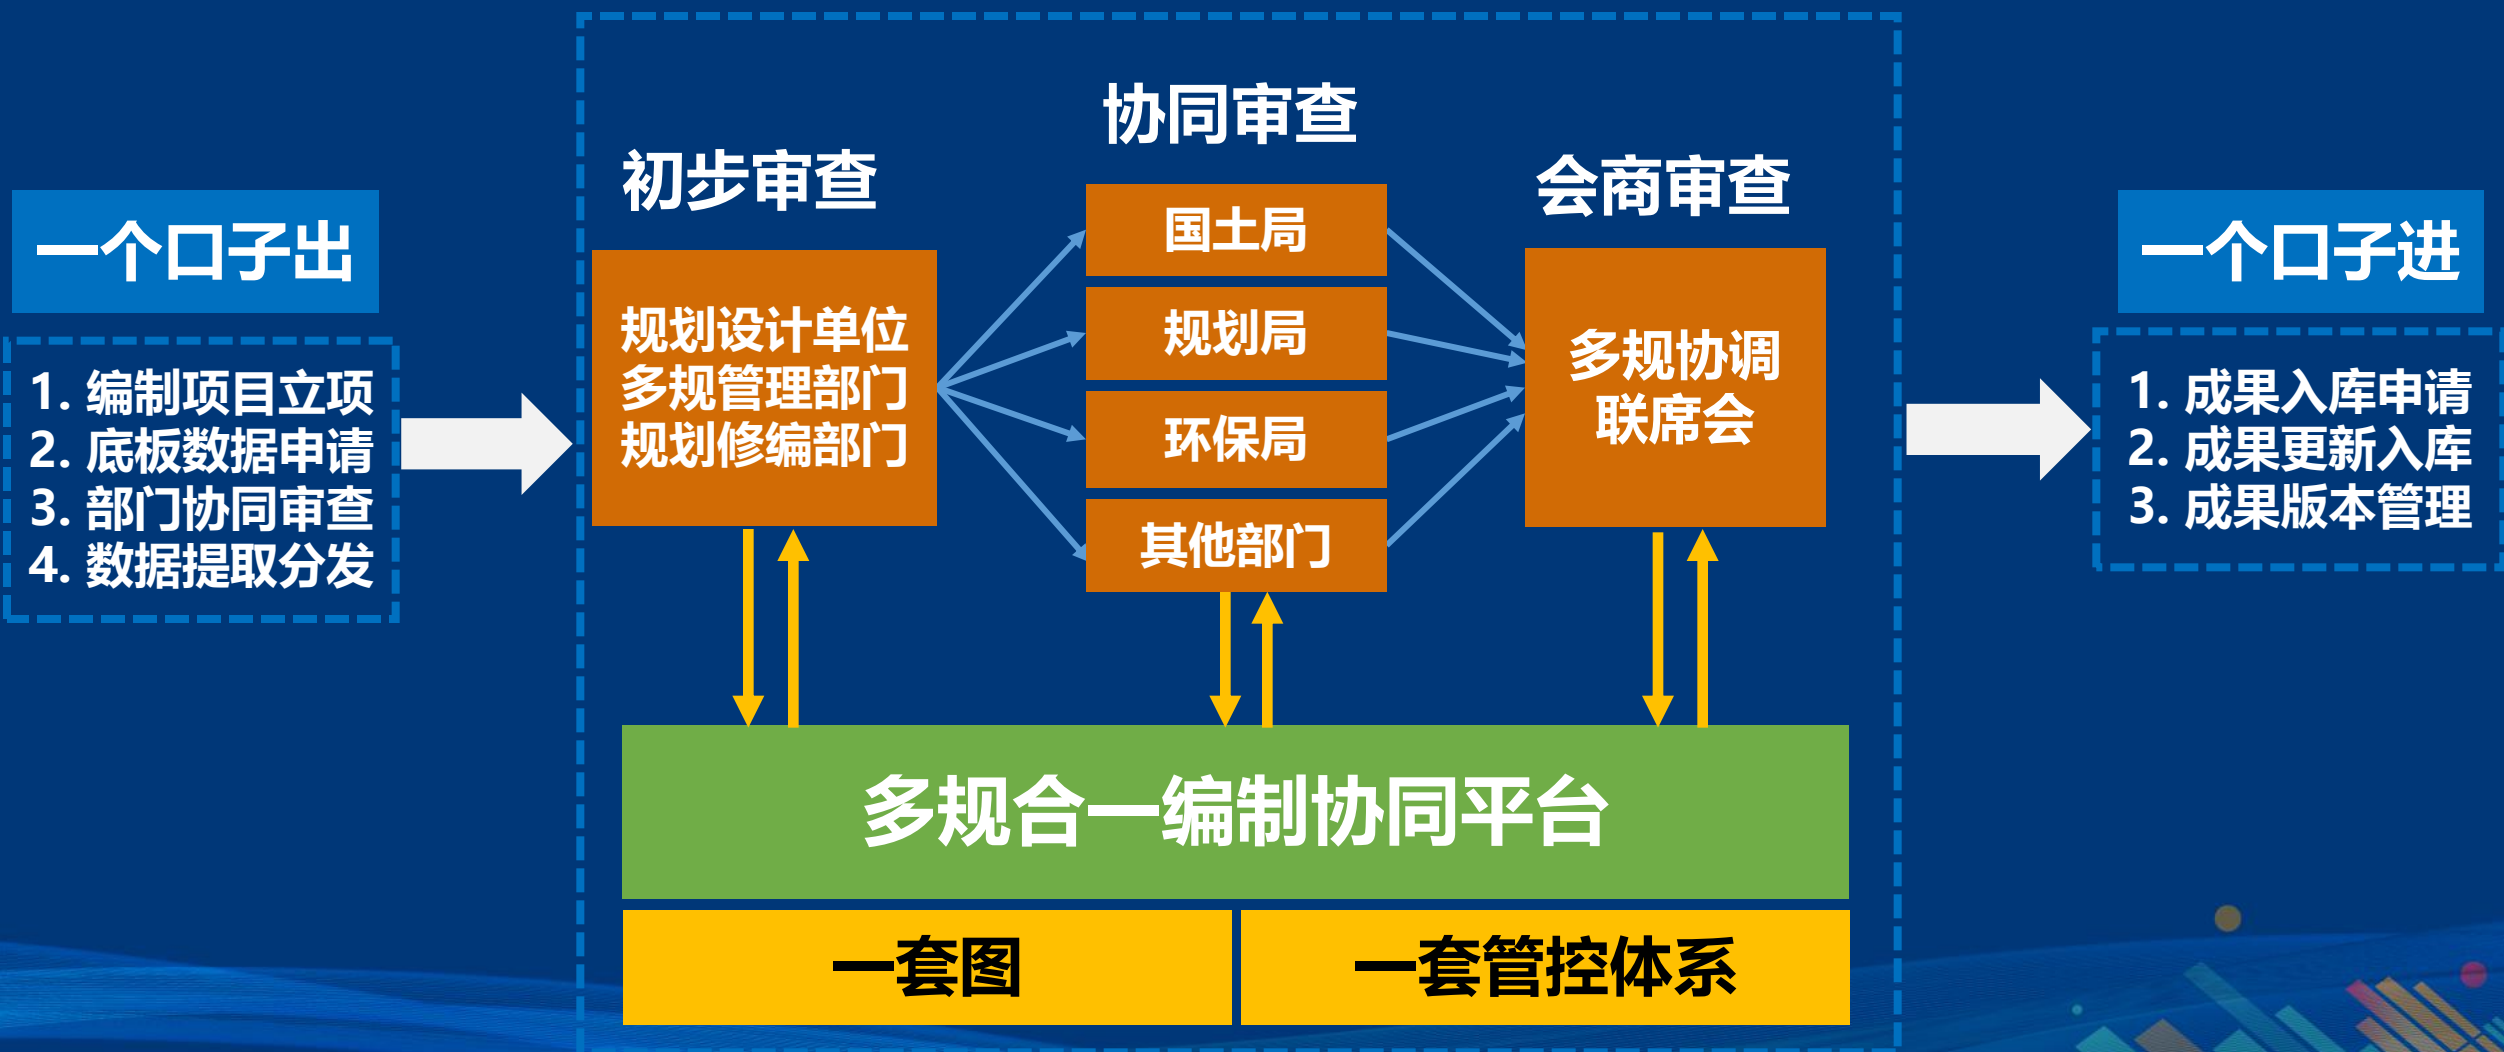 一个口子出
1. 编制项目立项
2. 底板数据申请
3. 部门协同审查
4. 数据提取分发
初步审查
规划设计单位
多规管理部门
规划修编部门
协同审查
国土局
规划局
环保局
其他部门
会商审查
多规协调
联席会
多规合一编制协同平台
一套图
一套管控体系
一个口子进
1. 成果入库申请
2. 成果更新入库
3. 成果版本管理